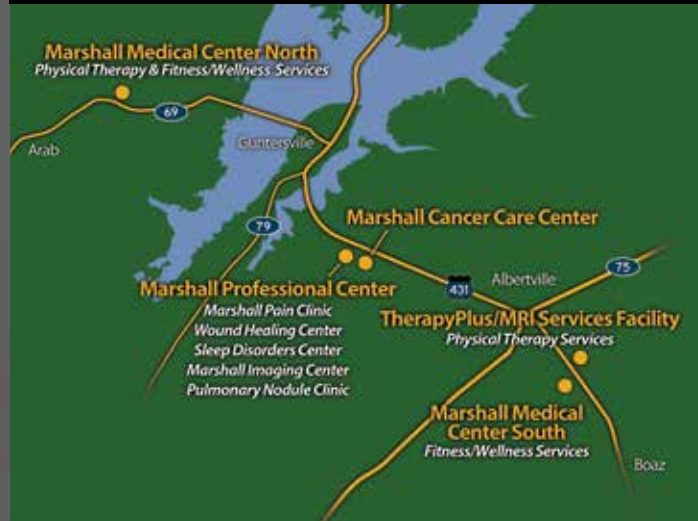 Marshall Medical Center North
Physical Therapy & Fitness/Wellness Services
69
Arab
Guntersville
79
Marshall Cancer Care Center
75
Albertville
431
Marshall Professional Center
Marshall Pain Clinic
Wound Healing Center
Sleep Disorders Center
Marshall Imaging Center
Pulmonary Nodule Clinic
TherapyPlus/MRI Services Facility
Physical Therapy Services
Marshall Medical
Center South
Fitness/Wellness Services
Boaz